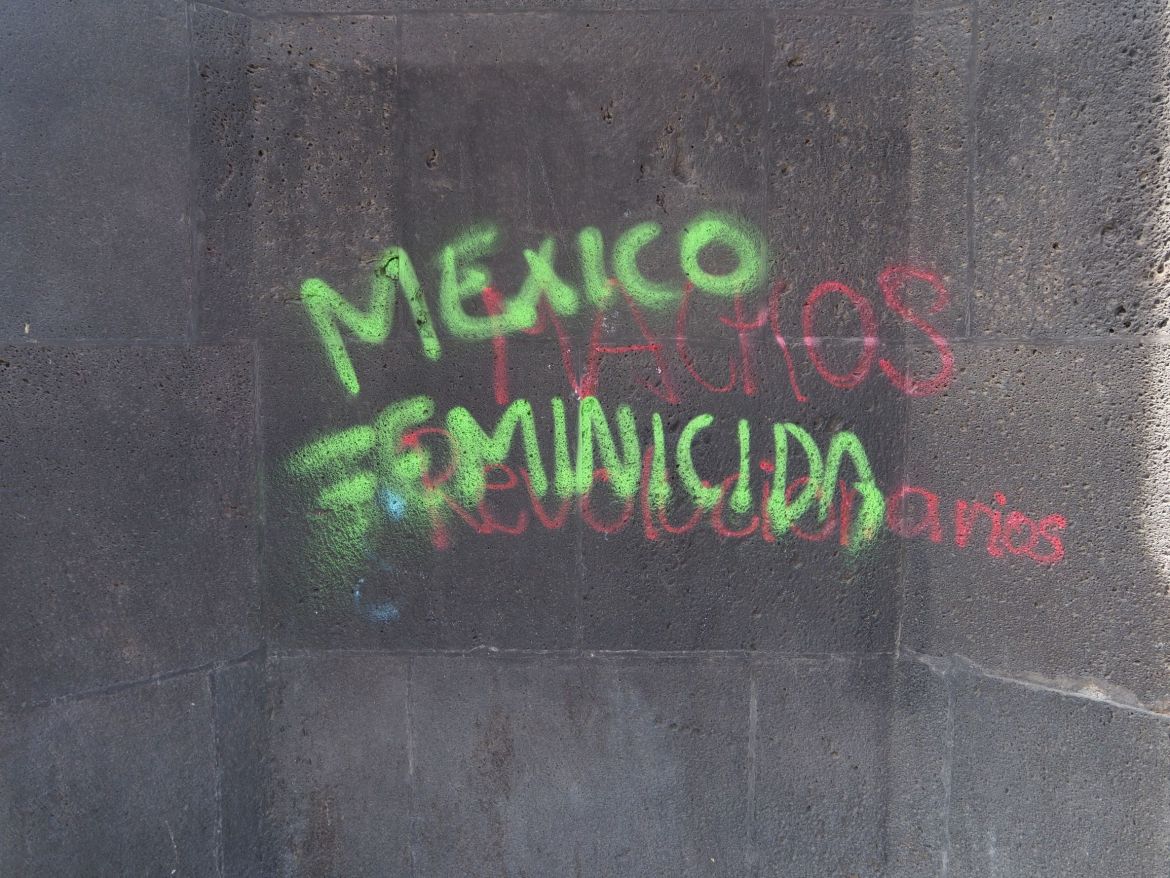 MEXICO
MACHOS
FEMINICIDA
Revolucionarios